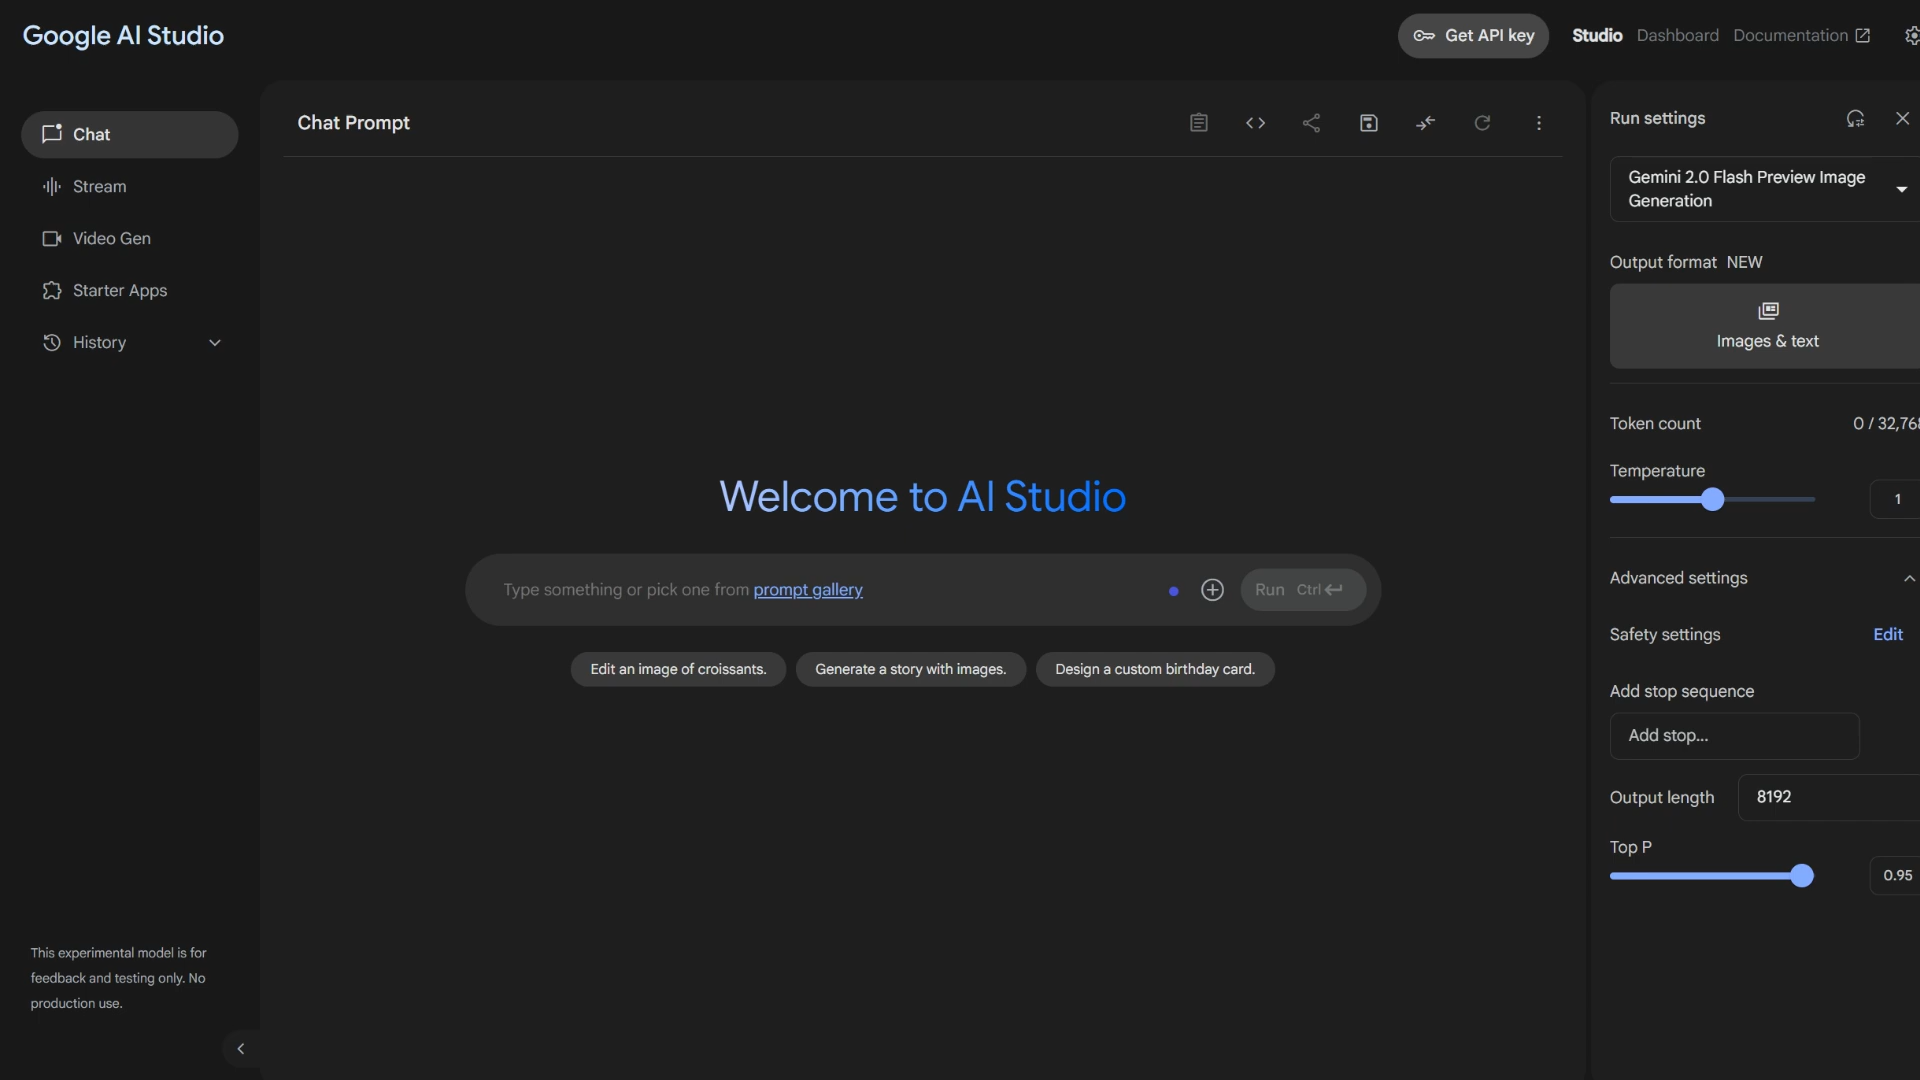 Google AI Studio
Get API key
Studio
Dashboard
Documentation
Chat
Stream
Video Gen
Starter Apps
History
Chat Prompt
Welcome to AI Studio
Type something or pick one from prompt gallery
Run Ctrl
Edit an image of croissants.
Generate a story with images.
Design a custom birthday card.
Run settings
Gemini 2.0 Flash Preview Image
Generation
Output format NEW
Images & text
Token count
0 / 32,768
Temperature
1
Advanced settings
Safety settings
Edit
Add stop sequence
Add stop...
Output length
8192
Top P
0.95
This experimental model is for
feedback and testing only. No
production use.